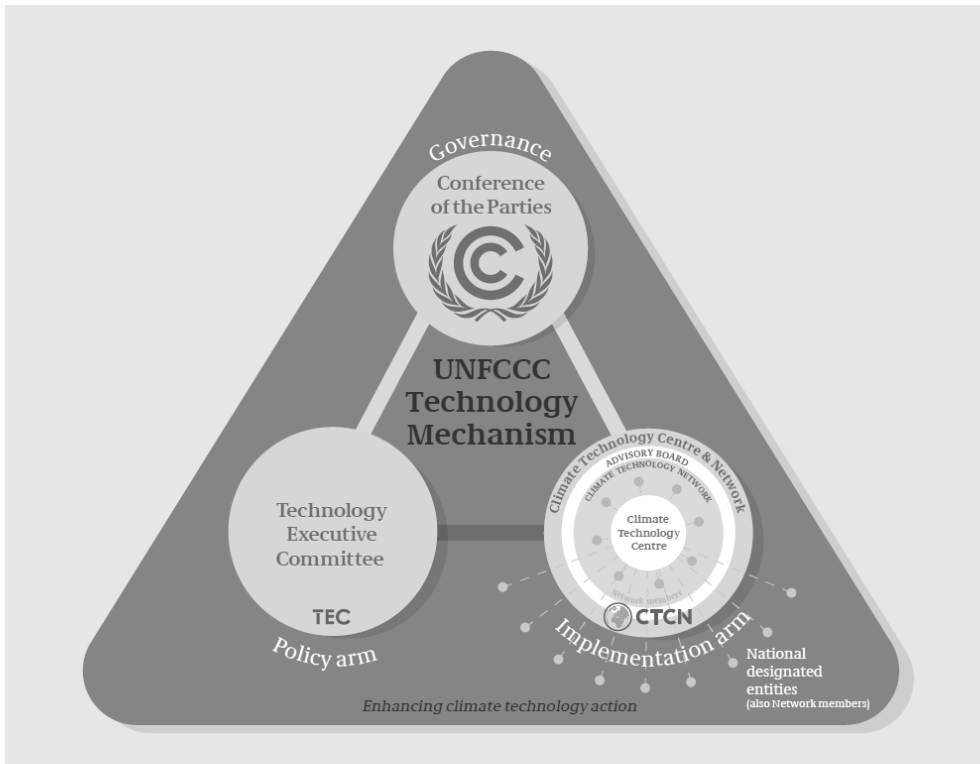 Governance
Conference
of the Parties
UNFCCC
Technology
Mechanism
Technology
Executive
Committee
TEC
Policy arm
Climate Technology Centre & Network
ADVISORY BOARD
CLIMATE TECHNOLOGY NETWORK
Climate
Technology
Centre
Network members
CTCN
Implementation arm
National
designated
entities
(also Network members)
Enhancing climate technology action